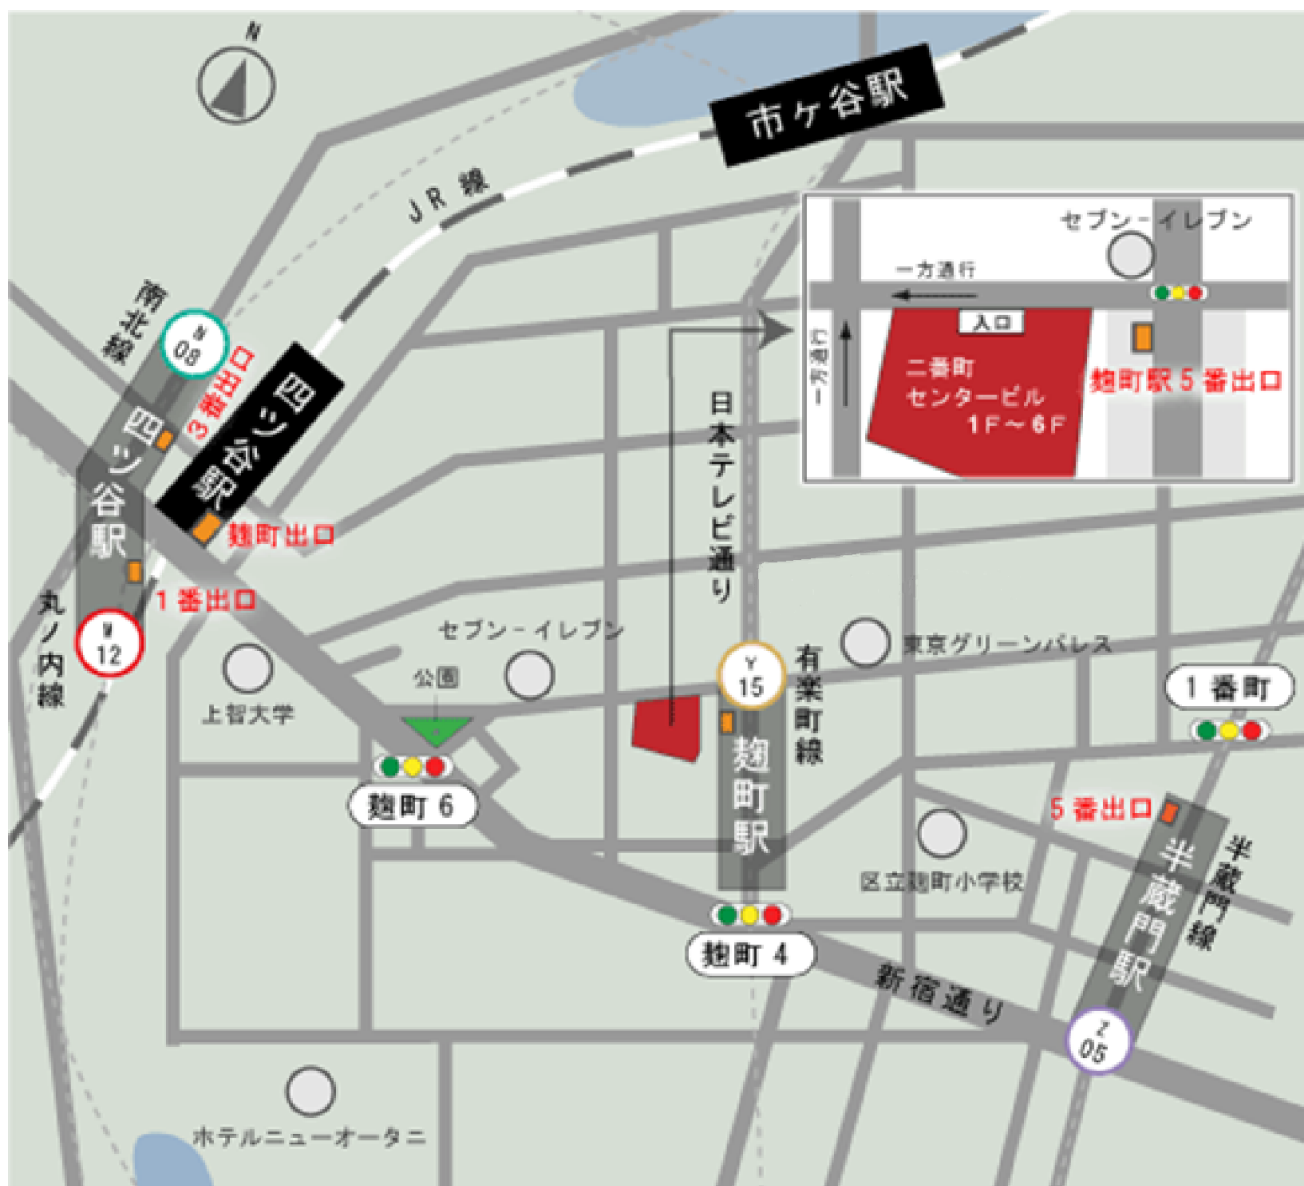 N
市ヶ谷駅
JR 線
南北線
N
08
3番出口
四ツ谷駅
四ツ谷駅
麹町出口
1番出口
丸ノ内線
M
12
上智大学
セブン-イレブン
公園
麹町 6
日本テレビ通り
Y
15
有楽町線
麹町駅
東京グリーンパレス
1 番町
5番出口
半蔵門駅
半蔵門線
区立麹町小学校
麹町 4
新宿通り
Z
05
ホテルニューオータニ
セブン-イレブン
一方通行
入口
一方通行
二番町
センタービル
1F〜6F
麹町駅5番出口